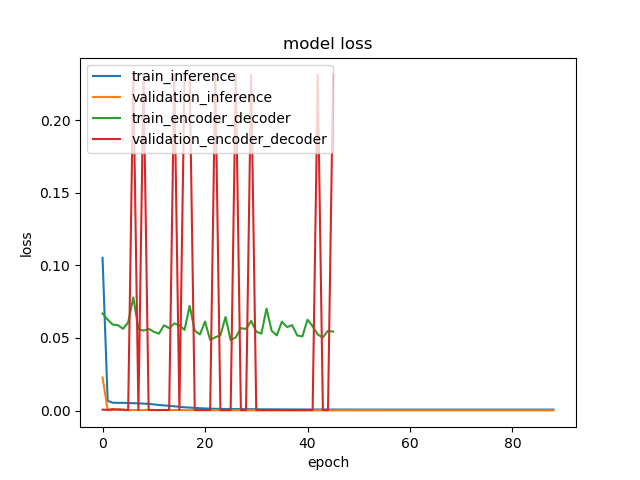 model loss
train_inference
validation_inference
train_encoder_decoder
validation_encoder_decoder
0.20
0.15
0.10
0.05
0.00
loss
0 20 40 60 80
epoch